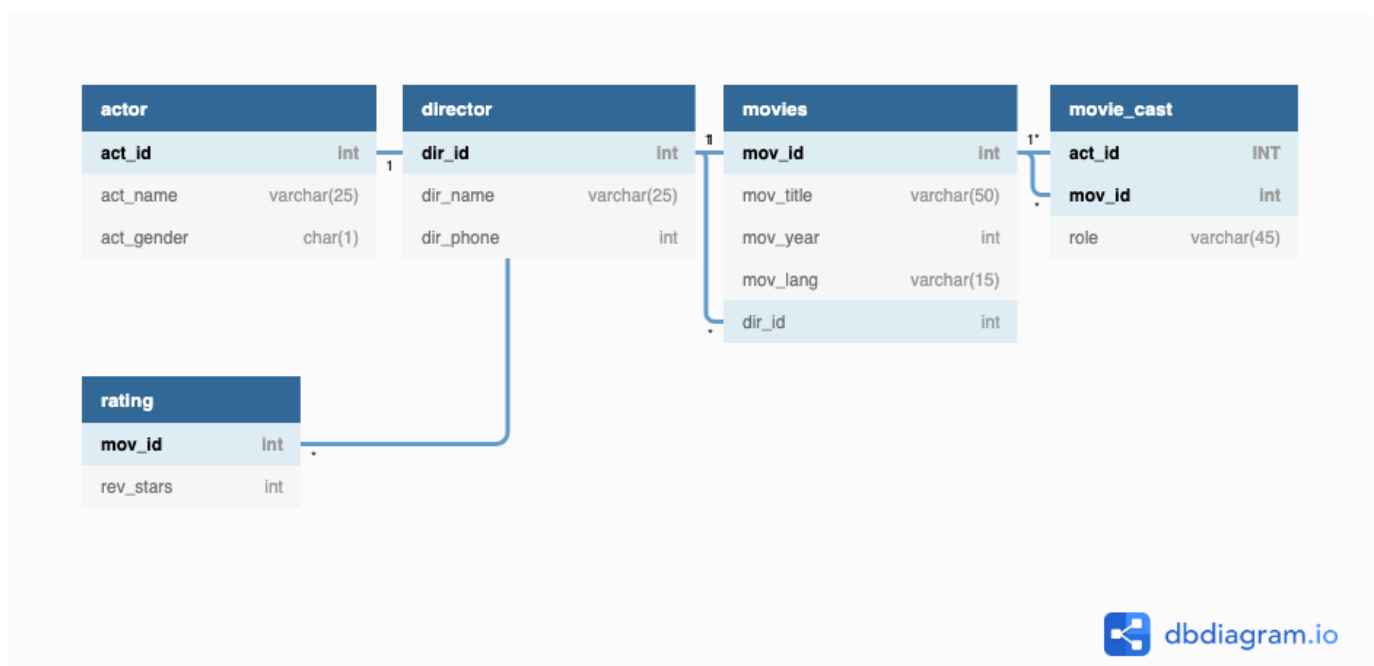 actor
act_id int
act_name varchar(25)
act_gender char(1)
1
director
dir_id int
dir_name varchar(25)
dir_phone int
1
1
*
movies
mov_id int
mov_title varchar(50)
mov_year int
mov_lang varchar(15)
dir_id int
1
*
*
movie_cast
act_id INT
mov_id int
role varchar(45)
rating
mov_id int
rev_stars int
*
dbdiagram.io